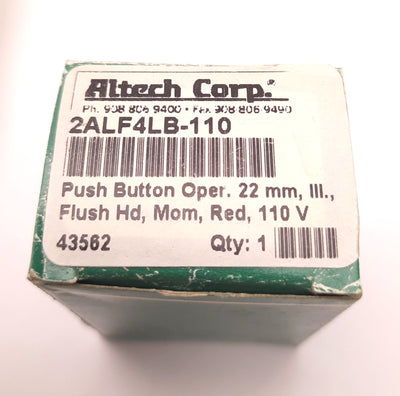 Altech Corp.
Ph. 908 806-9400 • Fax 908-806-9490
2ALF4LB-110
Push Button Oper. 22 mm, Ill.,
Flush Hd, Mom, Red, 110 V
43562 Qty: 1